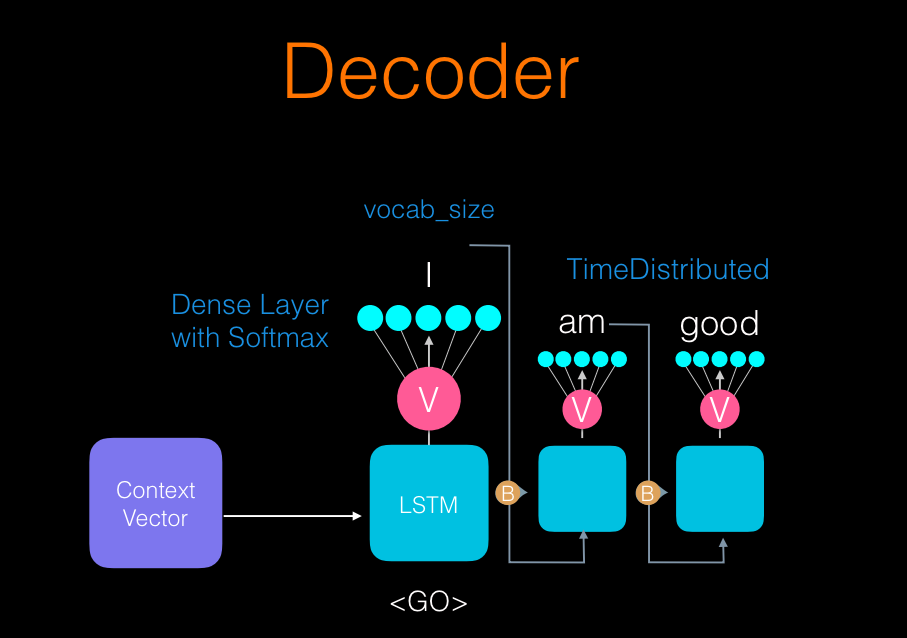 Decoder
vocab_size
I
TimeDistributed
Dense Layer
with Softmax
am
good
V
V
V
Context
Vector
LSTM
B
B
<GO>